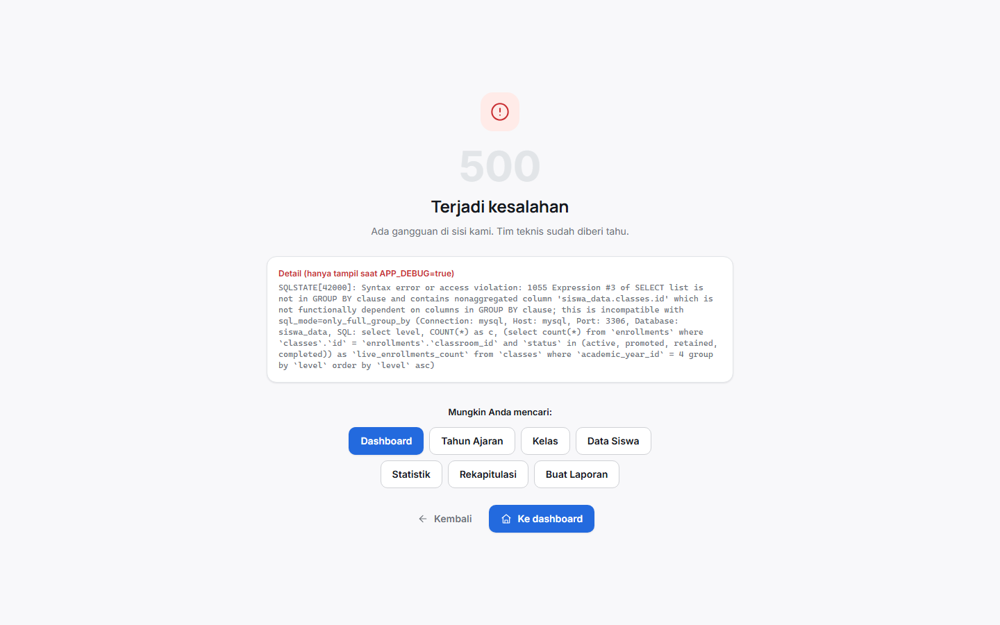 500
Terjadi kesalahan
Ada gangguan di sisi kami. Tim teknis sudah diberi tahu.
Detail (hanya tampil saat APP_DEBUG=true)
SQLSTATE[42000]: Syntax error or access violation: 1055 Expression #3 of SELECT list is
not in GROUP BY clause and contains nonaggregated column 'siswa_data.classes.id' which is
not functionally dependent on columns in GROUP BY clause; this is incompatible with
sql_mode=only_full_group_by (Connection: mysql, Host: mysql, Port: 3306, Database:
siswa_data, SQL: select level, COUNT(*) as c, (select count(*) from `enrollments` where
`classes`.`id` = `enrollments`.`classroom_id` and `status` in (active, promoted, retained,
completed)) as `live_enrollments_count` from `classes` where `academic_year_id` = 4 group
by `level` order by `level` asc)
Mungkin Anda mencari:
Dashboard Tahun Ajaran Kelas Data Siswa
Statistik Rekapitulasi Buat Laporan
Kembali Ke dashboard